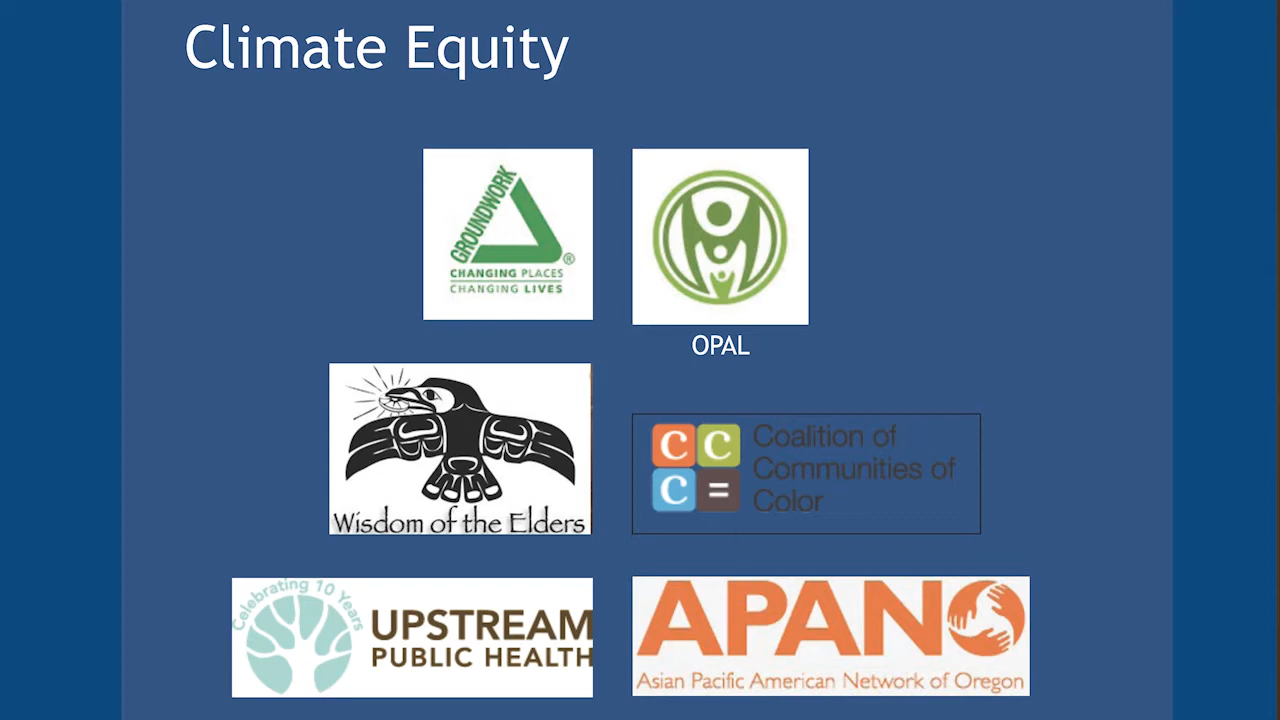 Climate Equity
GROUNDWORK
®
CHANGING PLACES
CHANGING LIVES
OPAL
Wisdom of the Elders
C C
C =
Coalition of
Communities of
Color
Celebrating 10 Years
UPSTREAM
PUBLIC HEALTH
APANO
Asian Pacific American Network of Oregon